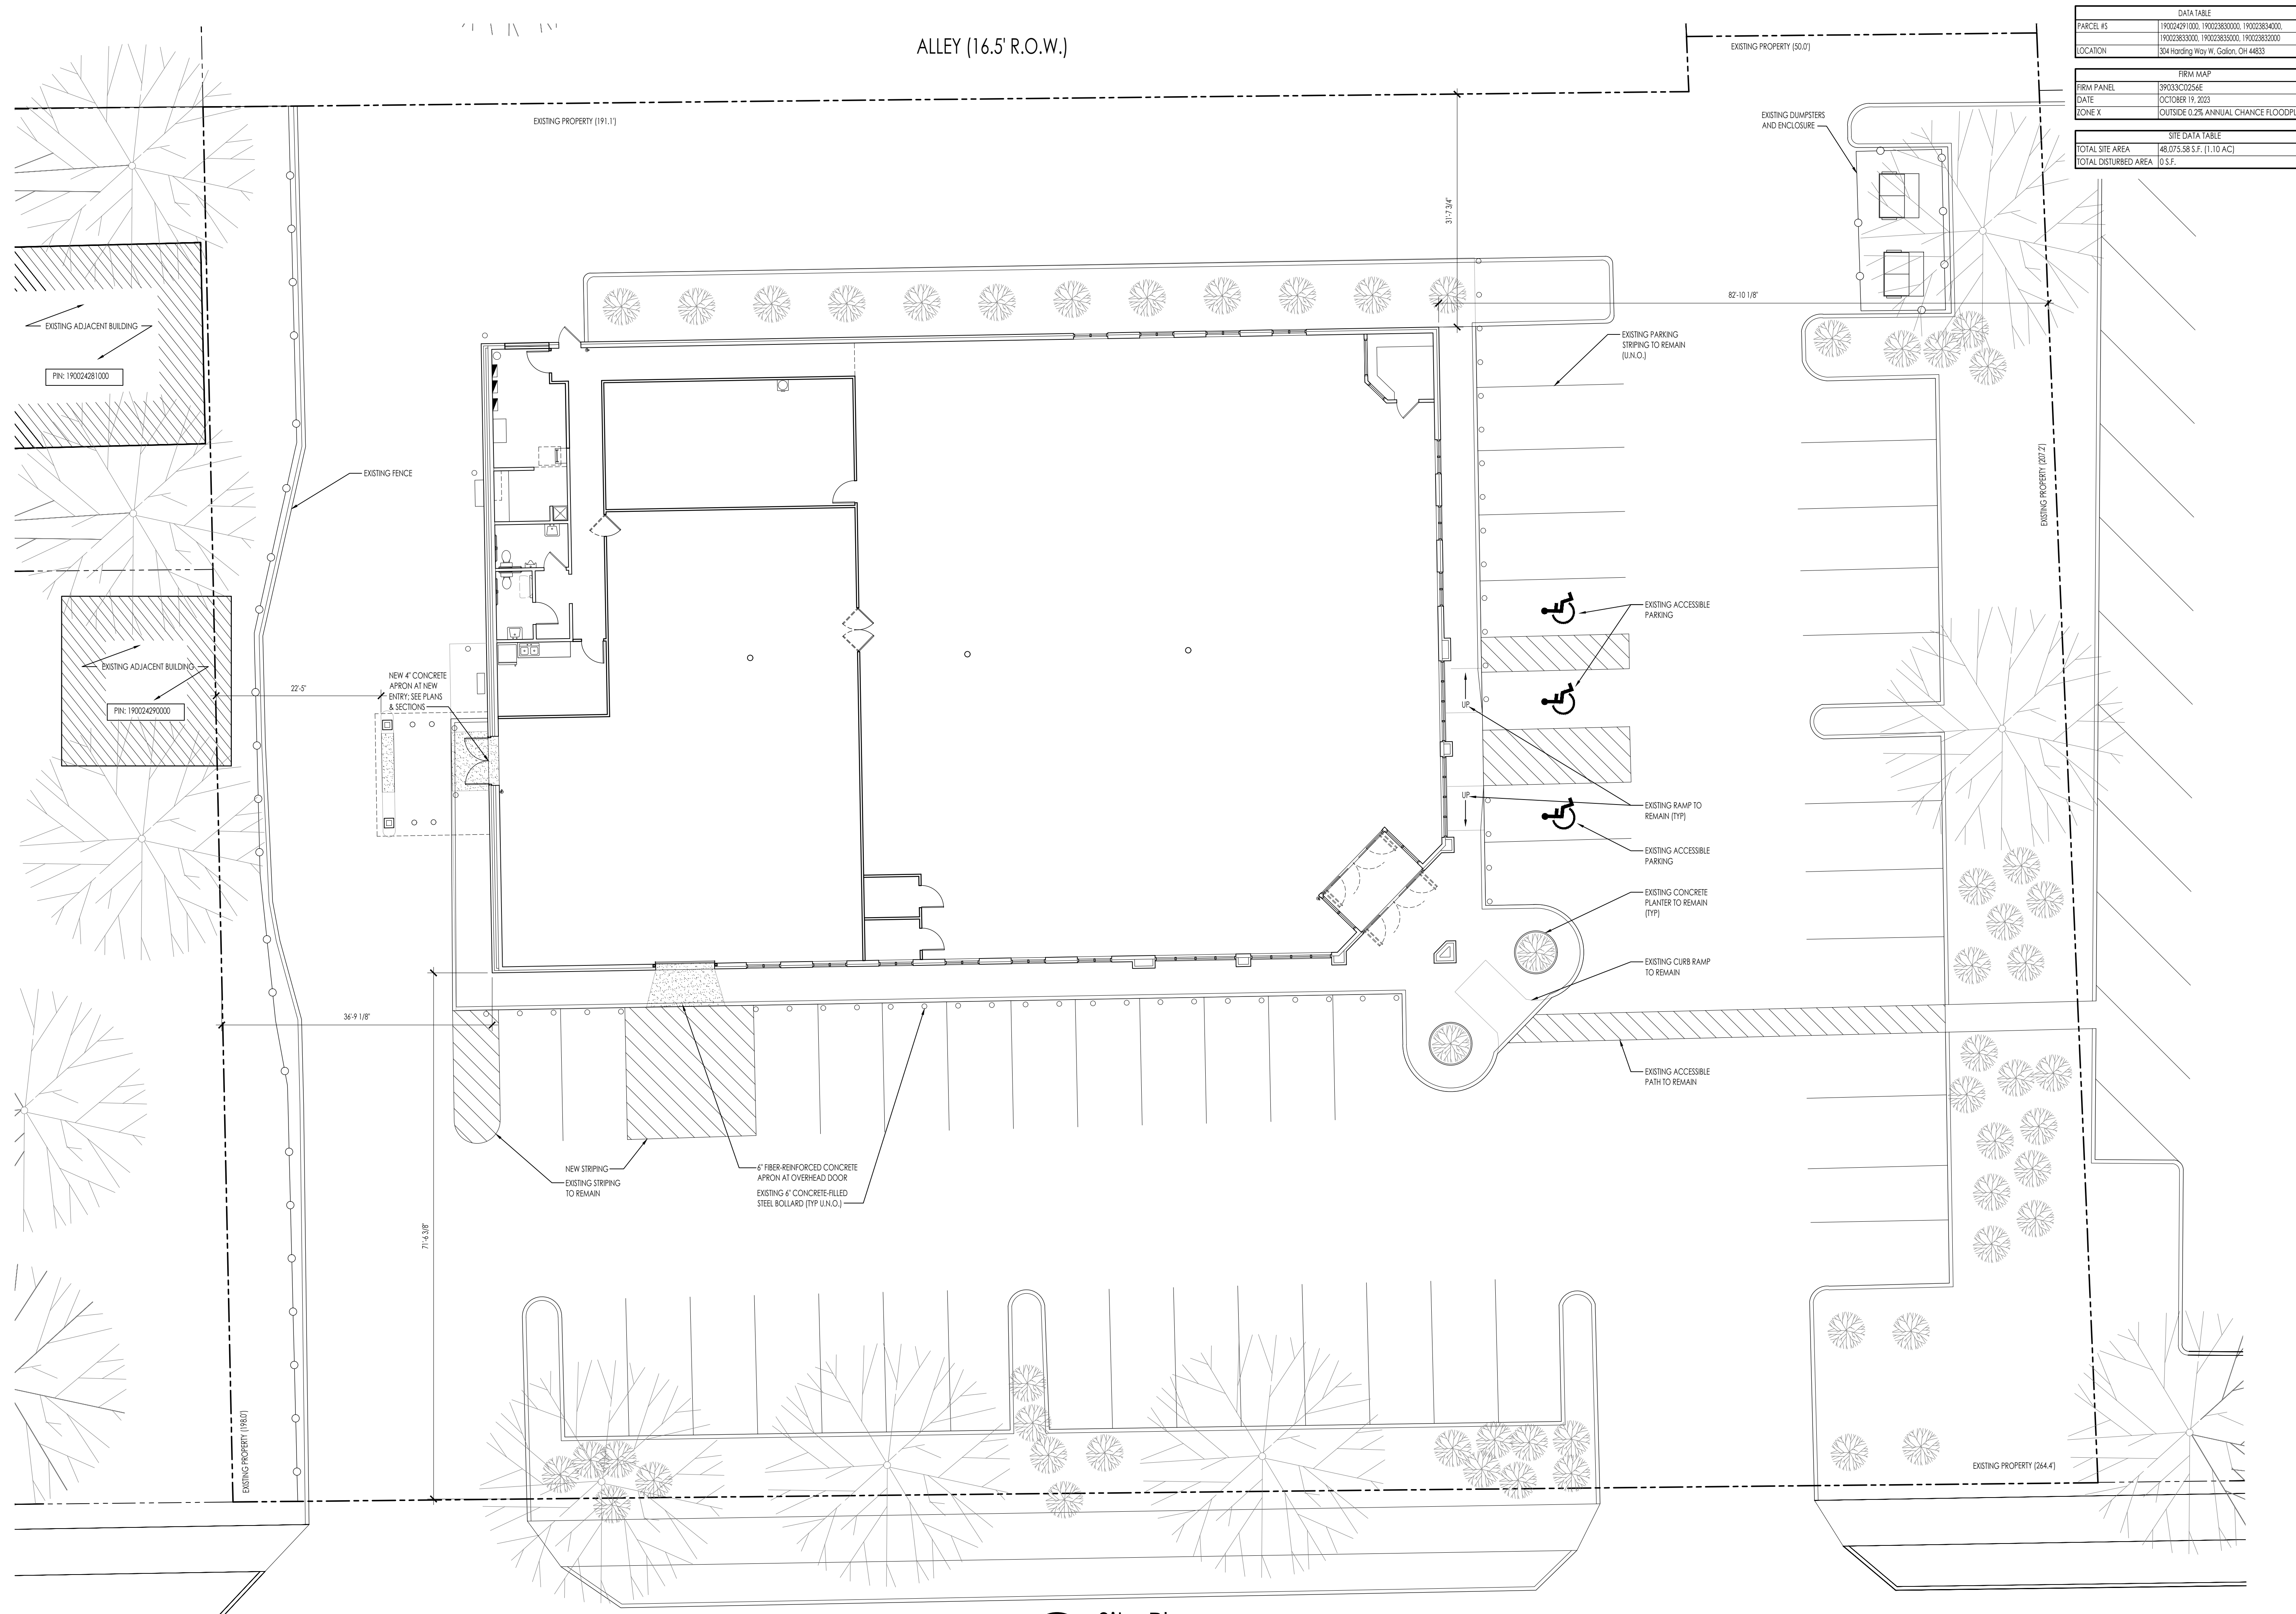 ALLEY (16.5' R.O.W.)
EXISTING PROPERTY (50.0')
EXISTING PROPERTY (191.1')
DATA TABLE
PARCEL #S 190024291000, 190023830000, 190023834000,
190023833000, 190023835000, 190023832000
LOCATION 304 Harding Way W, Galion, OH 44833
FIRM MAP
FIRM PANEL 39033C0256E
DATE OCTOBER 19, 2023
ZONE X OUTSIDE 0.2% ANNUAL CHANCE
SITE DATA TABLE
TOTAL SITE AREA 48,075.58 S.F. (1.10 AC)
TOTAL DISTURBED AREA 0 S.F.
EXISTING DUMPSTERS
AND ENCLOSURE
31'-7 3/4"
82'-10 1/8"
EXISTING ADJACENT BUILDING
PIN: 190024281000
EXISTING PARKING
STRIPING TO REMAIN
(U.N.O.)
EXISTING FENCE
EXISTING PROPERTY (207.2')
EXISTING ACCESSIBLE
PARKING
EXISTING ADJACENT BUILDING
PIN: 190024290000
22'-5"
NEW 4" CONCRETE
APRON AT NEW
ENTRY; SEE PLANS
& SECTIONS
UP
UP
EXISTING RAMP TO
REMAIN (TYP)
EXISTING ACCESSIBLE
PARKING
EXISTING CONCRETE
PLANTER TO REMAIN
(TYP)
EXISTING CURB RAMP
TO REMAIN
36'-9 1/8"
EXISTING ACCESSIBLE
PATH TO REMAIN
NEW STRIPING
EXISTING STRIPING
TO REMAIN
6" FIBER-REINFORCED CONCRETE
APRON AT OVERHEAD DOOR
EXISTING 6" CONCRETE-FILLED
STEEL BOLLARD (TYP U.N.O.)
71'-6 3/8"
EXISTING PROPERTY (198.0')
EXISTING PROPERTY (264.4')